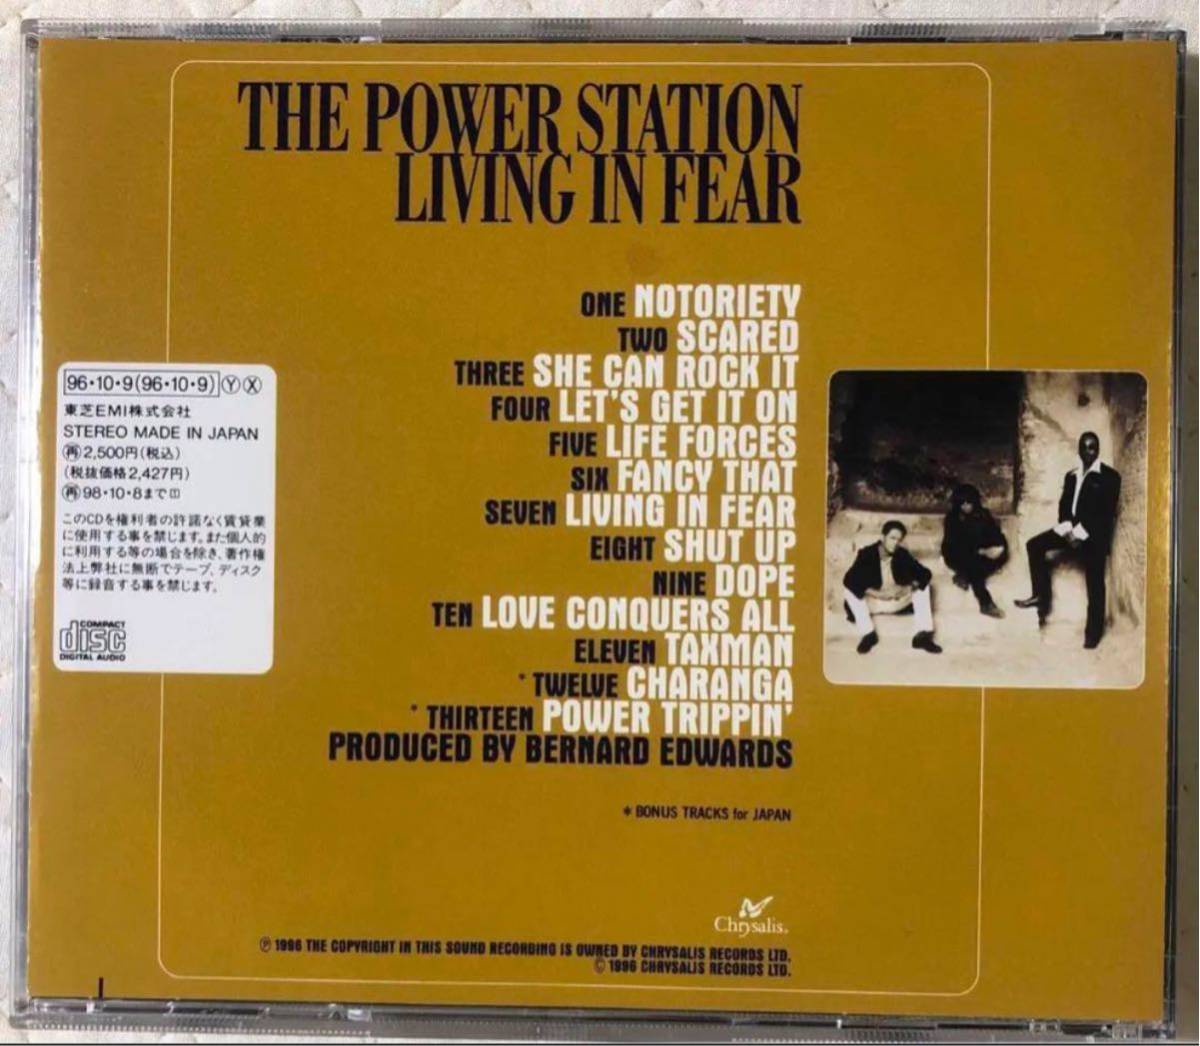 THE POWER STATION
LIVING IN FEAR
ONE NOTORIETY
TWO SCARED
THREE SHE CAN ROCK IT
FOUR LET'S GET IT ON
FIVE LIFE FORCES
SIX FANCY THAT
SEVEN LIVING IN FEAR
EIGHT SHUT UP
NINE DOPE
TEN LOVE CONQUERS ALL
ELEVEN TAXMAN
* TWELVE CHARANGA
* THIRTEEN POWER TRIPPIN'
PRODUCED BY BERNARD EDWARDS
* BONUS TRACKS for JAPAN
96・10・9(96・10・9)ⓎⓍ
東芝EMI株式会社
STEREO MADE IN JAPAN
再2,500円(税込)
(税抜価格2,427円)
再98・10・8まで
このCDを権利者の許諾なく賃貸業
に使用する事を禁じます。また個人的
に利用する等の場合を除き、著作権
法上弊社に無断でテープ、ディスク
等に録音する事を禁じます。
COMPACT
disc
DIGITAL AUDIO
Chrysalis.
℗ 1996 THE COPYRIGHT IN THIS SOUND RECORDING IS OWNED BY CHRYSALIS RECORDS LTD.
© 1996 CHRYSALIS RECORDS LTD.